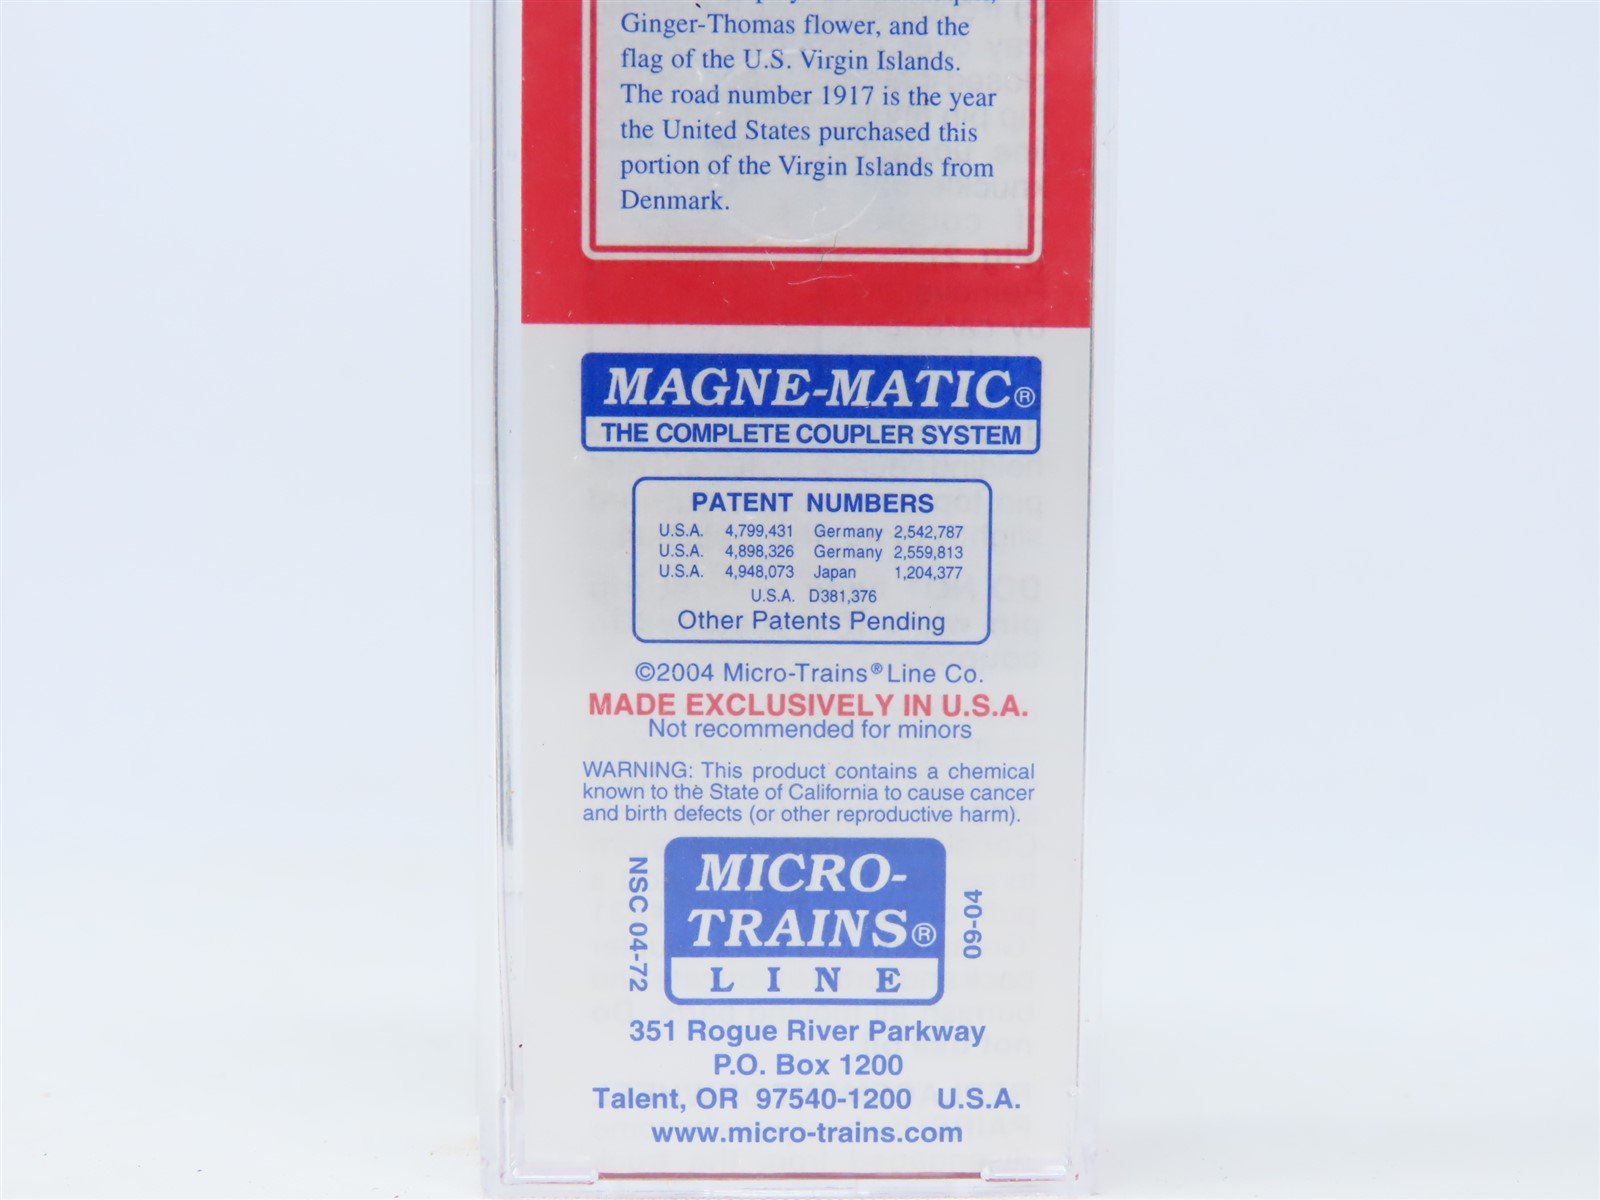 Ginger-Thomas flower, and the
flag of the U.S. Virgin Islands.
The road number 1917 is the year
the United States purchased this
portion of the Virgin Islands from
Denmark.
MAGNE-MATIC®
THE COMPLETE COUPLER SYSTEM
PATENT NUMBERS
U.S.A. 4,799,431 Germany 2,542,787
U.S.A. 4,898,326 Germany 2,559,813
U.S.A. 4,948,073 Japan 1,204,377
U.S.A. D381,376
Other Patents Pending
©2004 Micro-Trains® Line Co.
MADE EXCLUSIVELY IN U.S.A.
Not recommended for minors
WARNING: This product contains a chemical
known to the State of California to cause cancer
and birth defects (or other reproductive harm).
NSC 04-72
MICRO-
TRAINS®
LINE
09-04
351 Rogue River Parkway
P.O. Box 1200
Talent, OR 97540-1200 U.S.A.
www.micro-trains.com